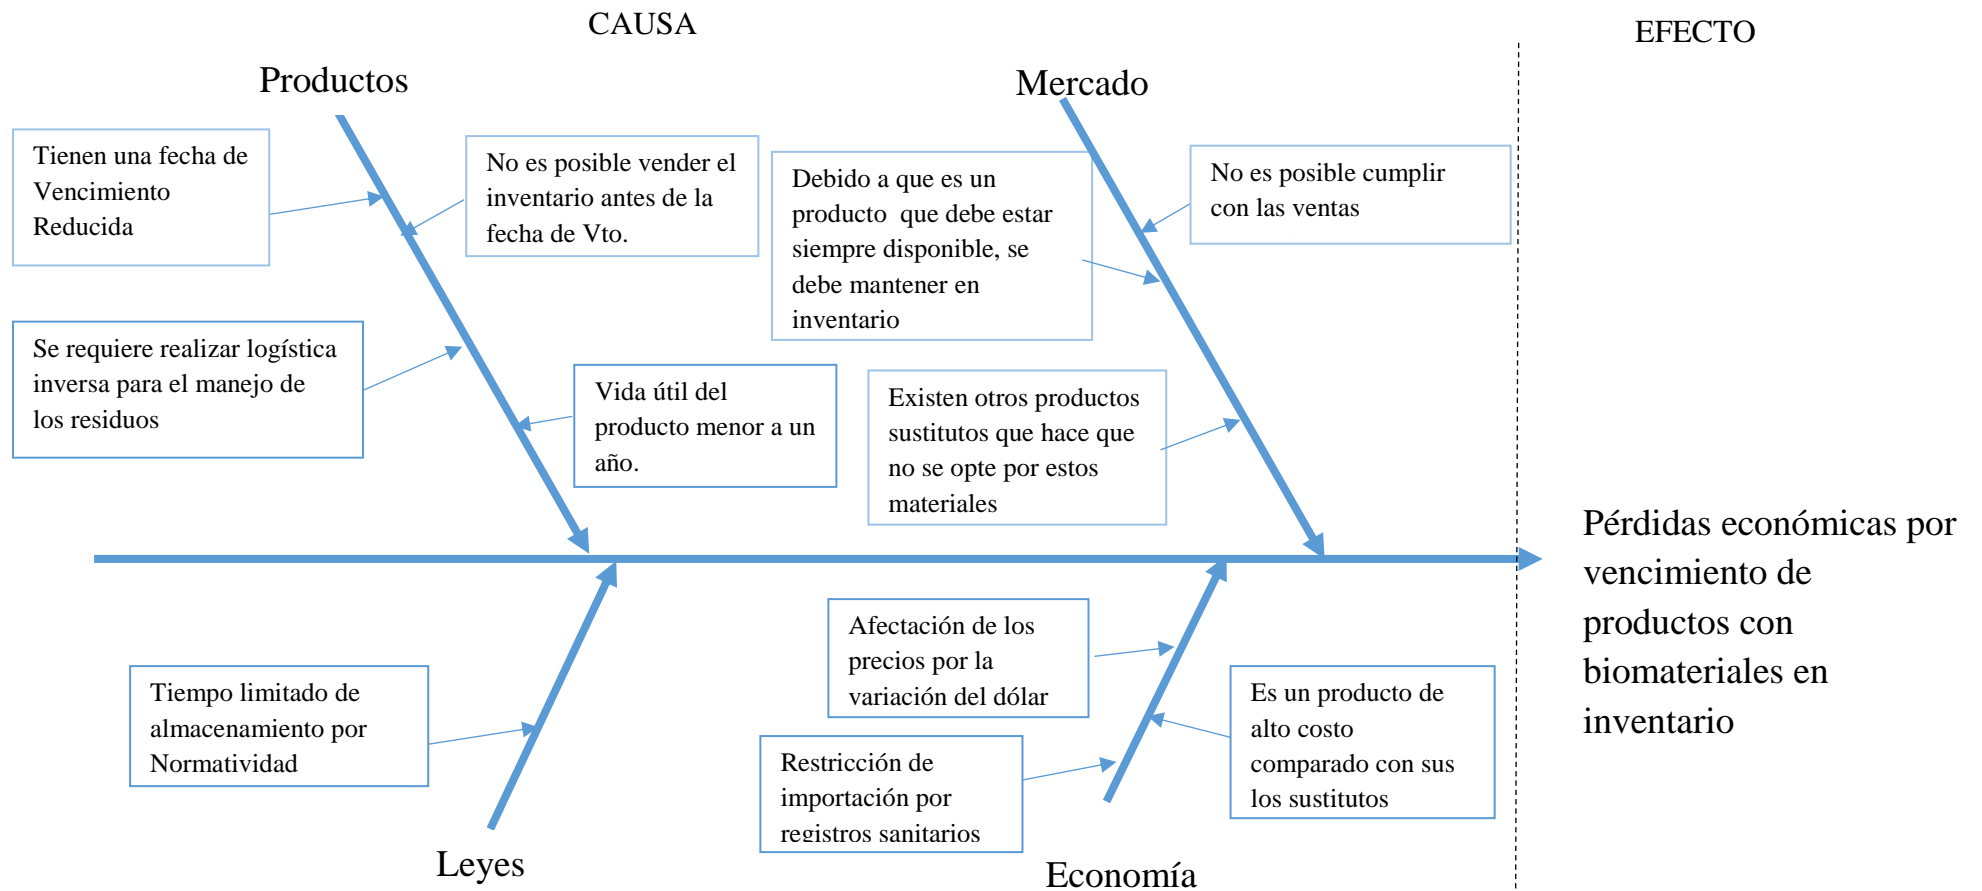 CAUSA
EFECTO
Productos
Mercado
Tienen una fecha de
Vencimiento
Reducida
No es posible vender el
inventario antes de la
fecha de Vto.
Debido a que es un
producto  que debe estar
siempre disponible, se
debe mantener en
inventario
No es posible cumplir
con las ventas
Se requiere realizar logística
inversa para el manejo de
los residuos
Vida útil del
producto menor a un
año.
Existen otros productos
sustitutos que hace que
no se opte por estos
materiales
Pérdidas económicas por
vencimiento de
productos con
biomateriales en
inventario
Tiempo limitado de
almacenamiento por
Normatividad
Afectación de los
precios por la
variación del dólar
Es un producto de
alto costo
comparado con sus
los sustitutos
Restricción de
importación por
registros sanitarios
Leyes
Economía